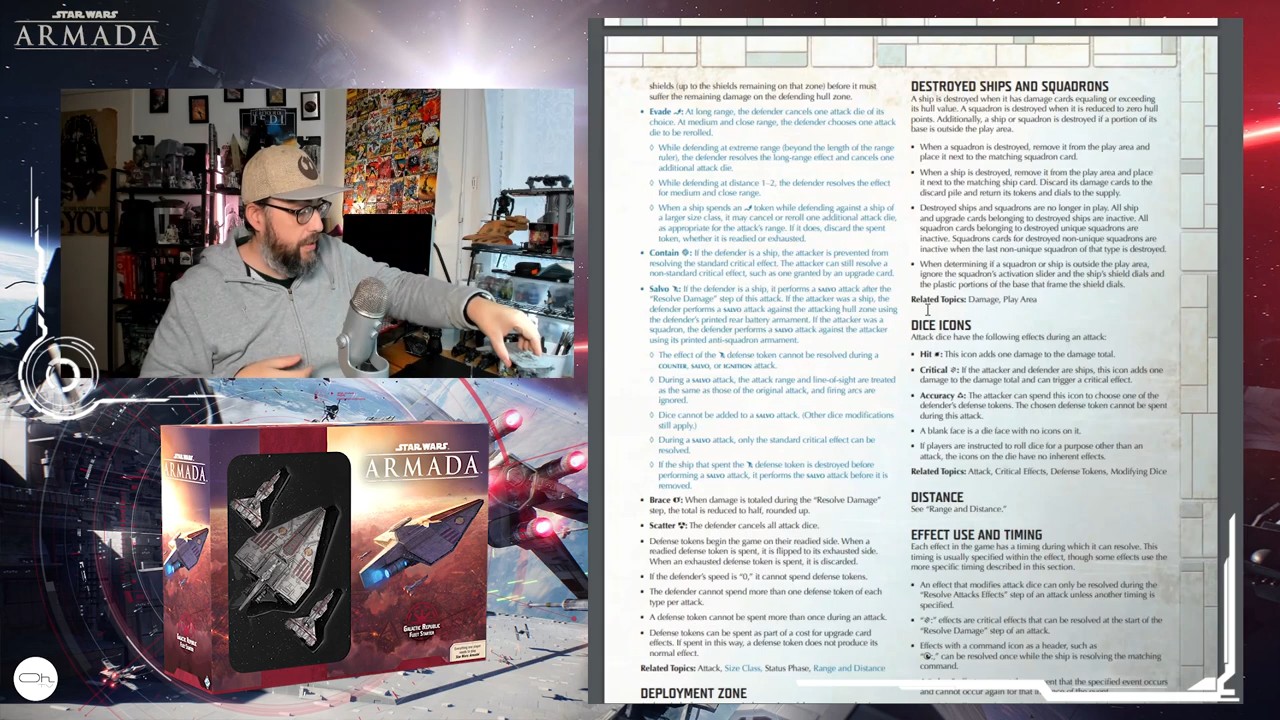 STAR WARS
ARMADA
STAR WARS
ARMADA
STAR WARS
ARMADA
GALACTIC REPUBLIC
FLEET STARTER
GALACTIC REPUBLIC
FLEET STARTER
shields (up to the shields remaining on that zone) before it must
suffer the remaining damage on the defending hull zone.
• Evade : At long range, the defender cancels one attack die of its
choice. At medium and close range, the defender chooses one attack
die to be rerolled.
◊ While defending at extreme range (beyond the length of the range
ruler), the defender resolves the long-range effect and cancels one
additional attack die.
◊ While defending at distance 1–2, the defender resolves the effect
for medium and close range.
◊ When a ship spends an token while defending against a ship of
a larger size class, it may cancel or reroll one additional attack die,
as appropriate for the attack's range. If it does, discard the spent
token, whether it is readied or exhausted.
• Contain : If the defender is a ship, the attacker is prevented from
resolving the standard critical effect. The attacker can still resolve a
non-standard critical effect, such as one granted by an upgrade card.
• Salvo : If the defender is a ship, it performs a SALVO attack after the
"Resolve Damage" step of this attack. If the attacker was a ship, the
defender performs a SALVO attack against the attacking hull zone using
the defender's printed rear battery armament. If the attacker was a
squadron, the defender performs a SALVO attack against the attacker
using its printed anti-squadron armament.
◊ The effect of the defense token cannot be resolved during a
COUNTER, SALVO, or IGNITION attack.
◊ During a SALVO attack, the attack range and line-of-sight are treated
as the same as those of the original attack, and firing arcs are
ignored.
◊ Dice cannot be added to a SALVO attack. (Other dice modifications
still apply.)
◊ During a SALVO attack, only the standard critical effect can be
resolved.
◊ If the ship that spent the defense token is destroyed before
performing a SALVO attack, it performs the SALVO attack before it is
removed.
• Brace : When damage is totaled during the "Resolve Damage"
step, the total is reduced to half, rounded up.
• Scatter : The defender cancels all attack dice.
• Defense tokens begin the game on their readied side. When a
readied defense token is spent, it is flipped to its exhausted side.
When an exhausted defense token is spent, it is discarded.
• If the defender's speed is "0," it cannot spend defense tokens.
• The defender cannot spend more than one defense token of each
type per attack.
• A defense token cannot be spent more than once during an attack.
• Defense tokens can be spent as part of a cost for upgrade card
effects. If spent in this way, a defense token does not produce its
normal effect.
Related Topics: Attack, Size Class, Status Phase, Range and Distance
DEPLOYMENT ZONE
DESTROYED SHIPS AND SQUADRONS
A ship is destroyed when it has damage cards equaling or exceeding
its hull value. A squadron is destroyed when it is reduced to zero hull
points. Additionally, a ship or squadron is destroyed if a portion of its
base is outside the play area.
• When a squadron is destroyed, remove it from the play area and
place it next to the matching squadron card.
• When a ship is destroyed, remove it from the play area and place
it next to the matching ship card. Discard its damage cards to the
discard pile and return its tokens and dials to the supply.
• Destroyed ships and squadrons are no longer in play. All ship
and upgrade cards belonging to destroyed ships are inactive. All
squadron cards belonging to destroyed unique squadrons are
inactive. Squadrons cards for destroyed non-unique squadrons are
inactive when the last non-unique squadron of that type is destroyed.
• When determining if a squadron or ship is outside the play area,
ignore the squadron's activation slider and the ship's shield dials and
the plastic portions of the base that frame the shield dials.
Related Topics: Damage, Play Area
DICE ICONS
Attack dice have the following effects during an attack:
• Hit : This icon adds one damage to the damage total.
• Critical : If the attacker and defender are ships, this icon adds one
damage to the damage total and can trigger a critical effect.
• Accuracy : The attacker can spend this icon to choose one of the
defender's defense tokens. The chosen defense token cannot be spent
during this attack.
• A blank face is a die face with no icons on it.
• If players are instructed to roll dice for a purpose other than an
attack, the icons on the die have no inherent effects.
Related Topics: Attack, Critical Effects, Defense Tokens, Modifying Dice
DISTANCE
See "Range and Distance."
EFFECT USE AND TIMING
Each effect in the game has a timing during which it can resolve. This
timing is usually specified within the effect, though some effects use the
more specific timing described in this section.
• An effect that modifies attack dice can only be resolved during the
"Resolve Attacks Effects" step of an attack unless another timing is
specified.
• ":" effects are critical effects that can be resolved at the start of the
"Resolve Damage" step of an attack.
• Effects with a command icon as a header, such as
":," can be resolved once while the ship is resolving the matching
command.
ent that the specified event occurs
and cannot occur again for that